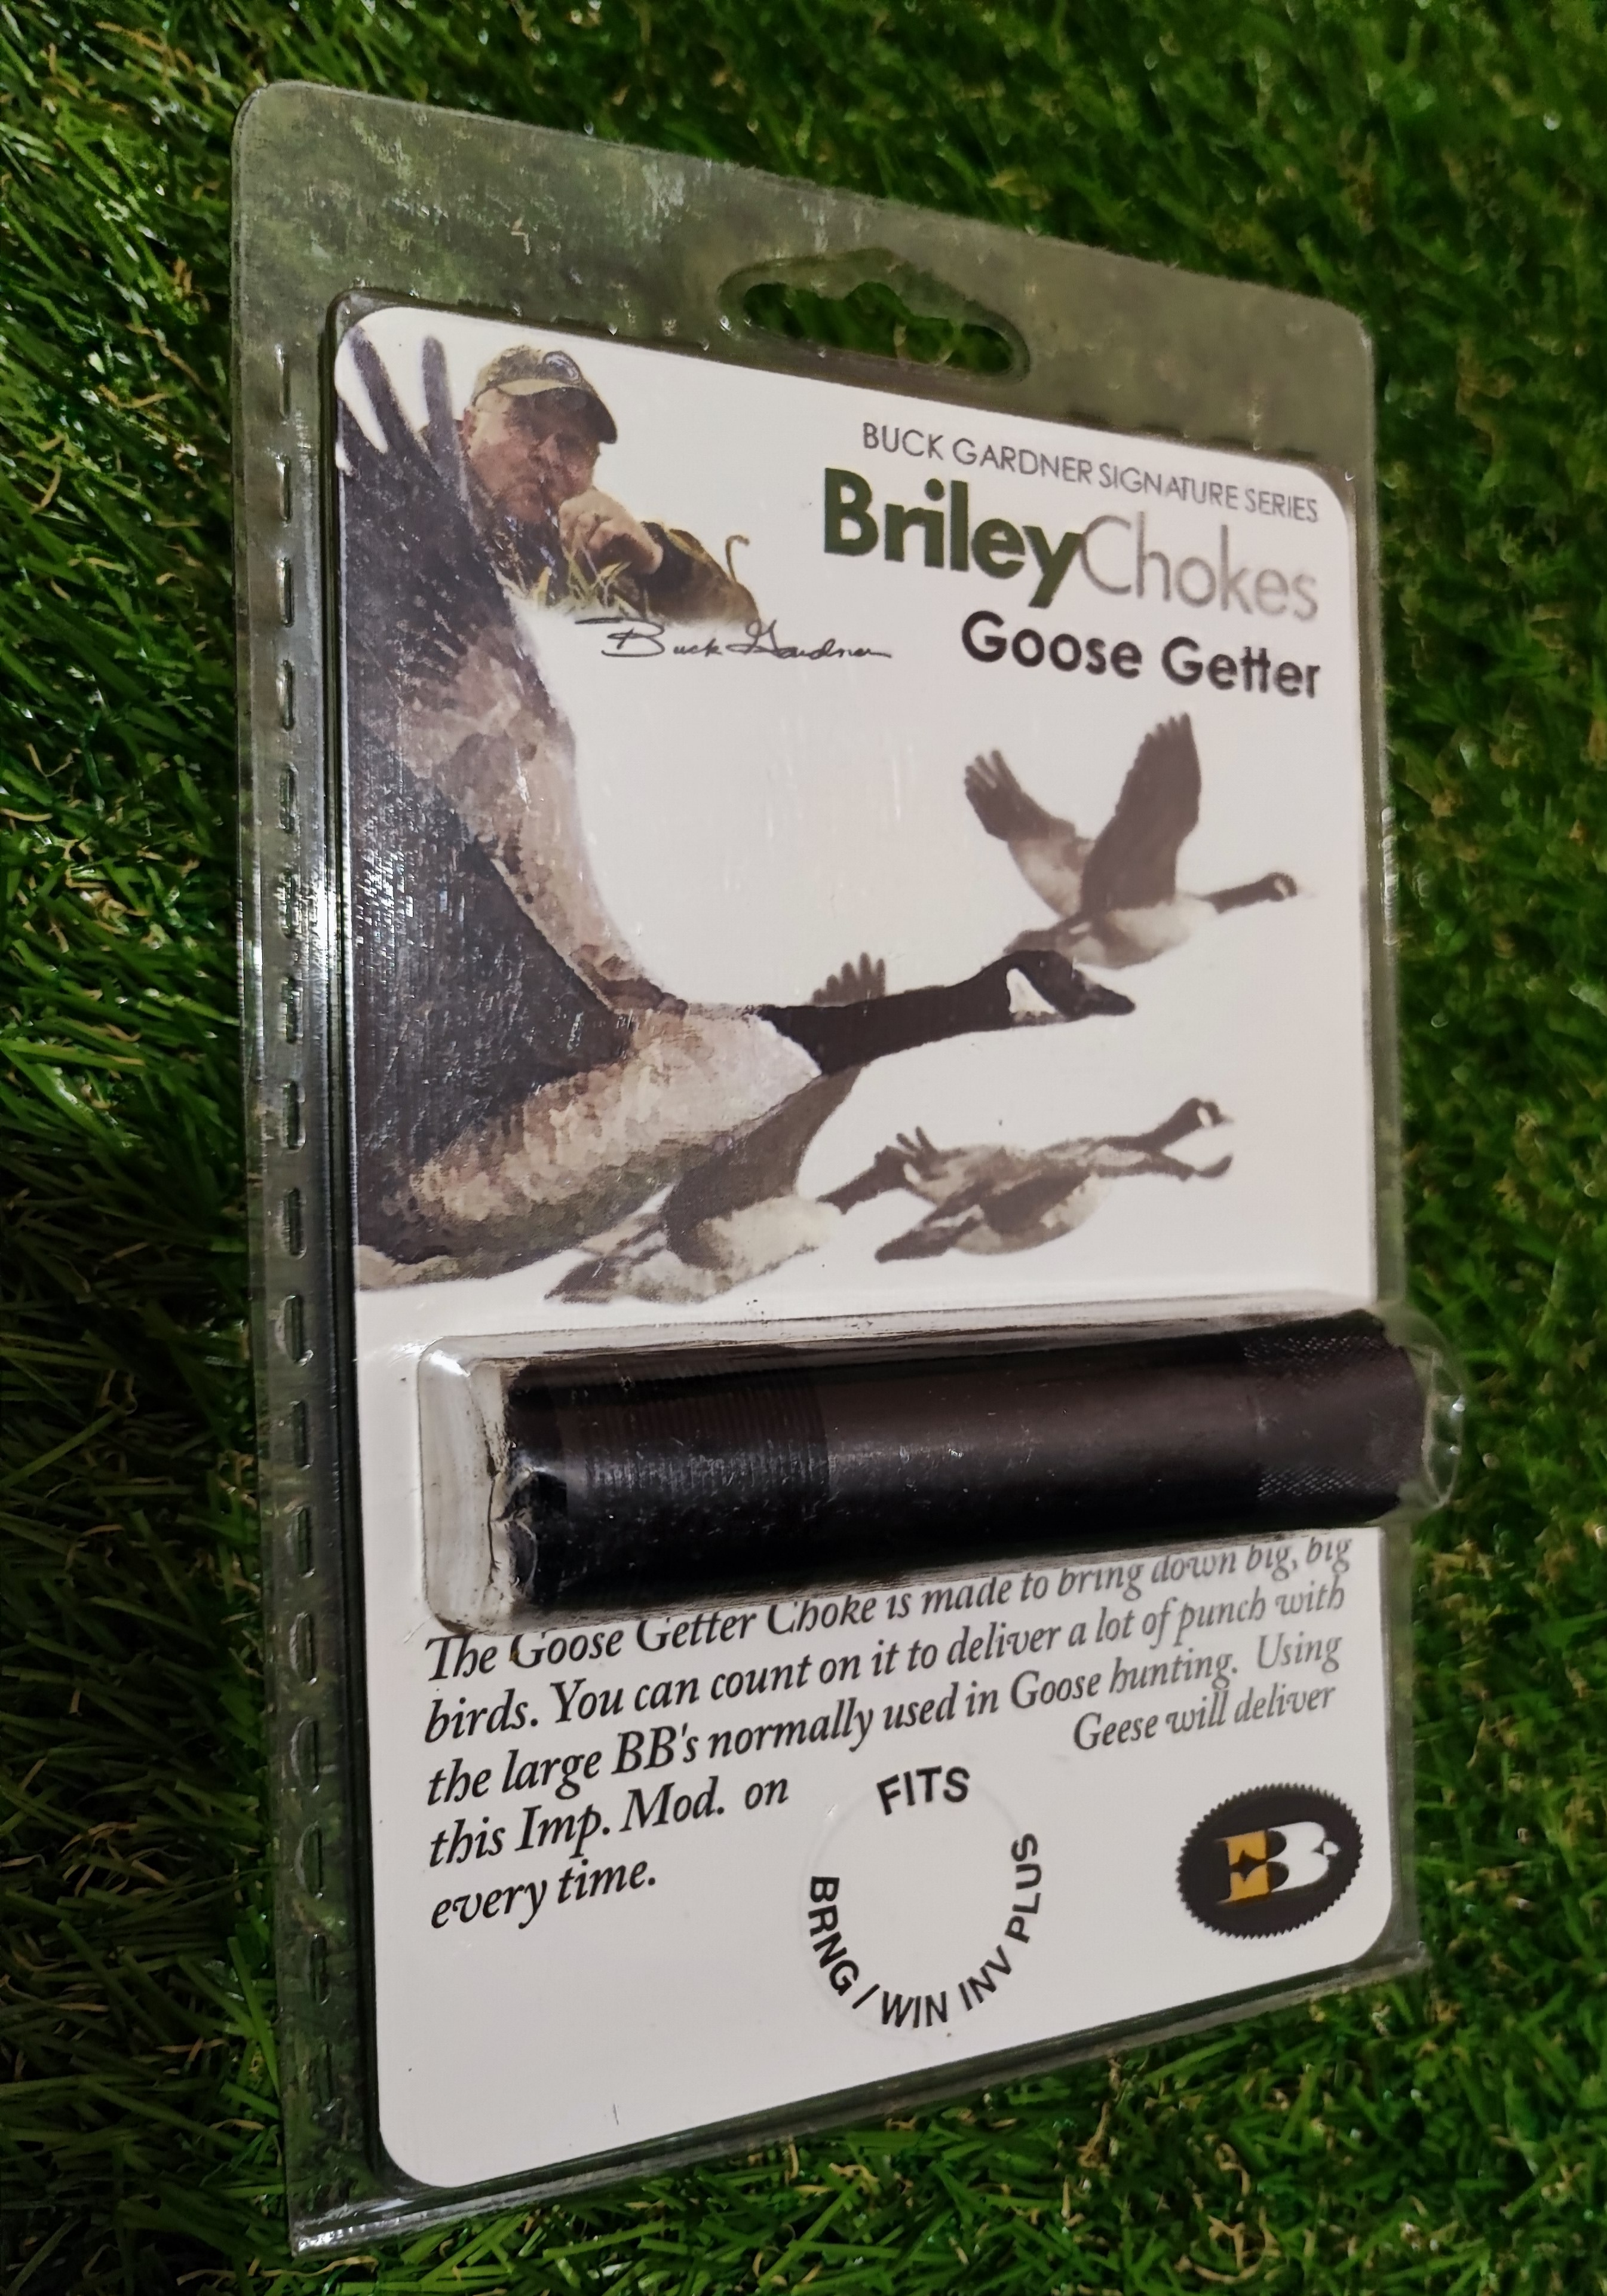 BUCK GARDNER SIGNATURE SERIES
BrileyChokes
Goose Getter
Buck Gardner
The Goose Getter Choke is made to bring down big, big
birds. You can count on it to deliver a lot of punch with
the large BB's normally used in Goose hunting. Using
this Imp. Mod. on Geese will deliver
every time.
FITS
BRNG / WIN INV PLUS
B